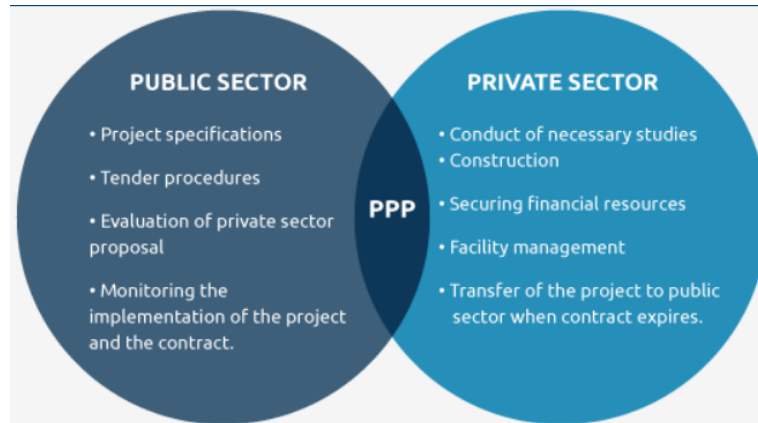 PUBLIC SECTOR
• Project specifications
• Tender procedures
• Evaluation of private sector
proposal
• Monitoring the
implementation of the project
and the contract.
PPP
PRIVATE SECTOR
• Conduct of necessary studies
• Construction
• Securing financial resources
• Facility management
• Transfer of the project to public
sector when contract expires.